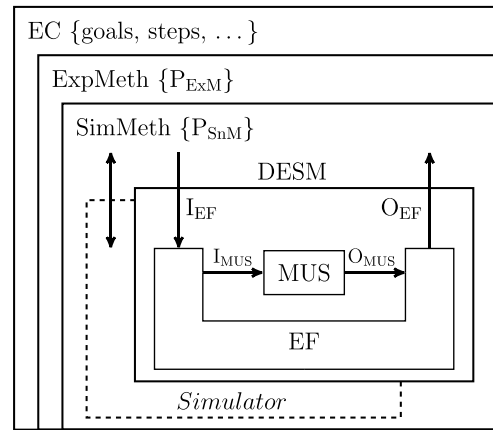 EC {goals, steps, . . . }
ExpMeth {P_ExM}
SimMeth {P_SnM}
DESM
I_EF
O_EF
I_MUS
MUS
O_MUS
EF
Simulator